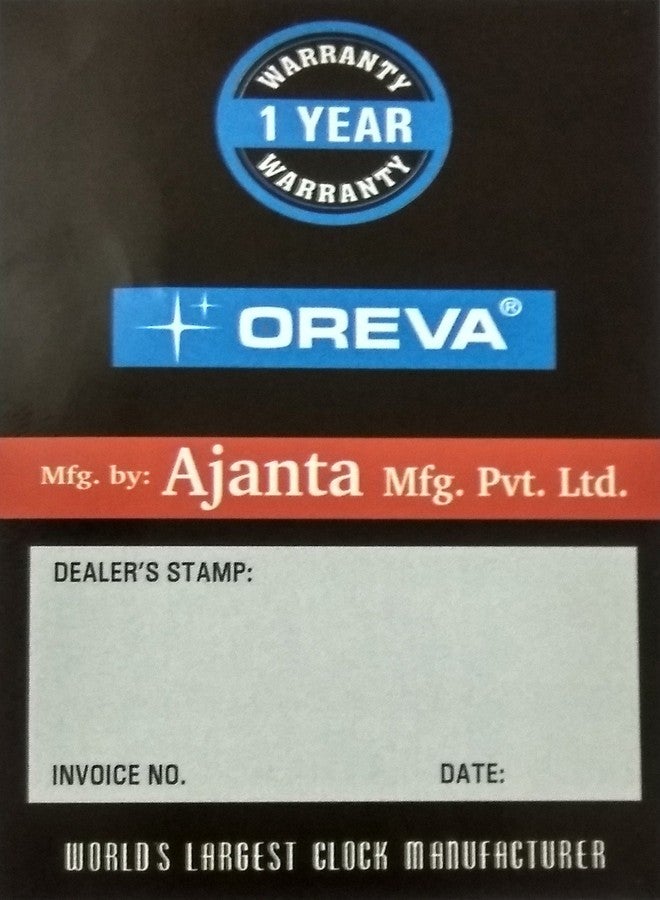 WARRANTY
1 YEAR
WARRANTY
OREVA®
Mfg. by: Ajanta Mfg. Pvt. Ltd.
DEALER'S STAMP:
INVOICE NO. DATE:
WORLD'S LARGEST CLOCK MANUFACTURER